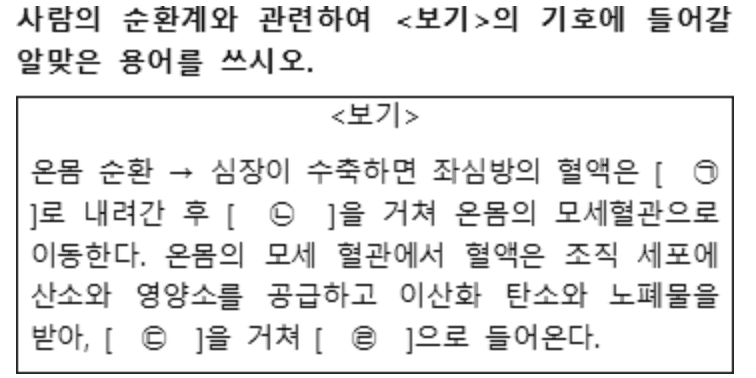 사람의 순환계와 관련하여 <보기>의 기호에 들어갈
알맞은 용어를 쓰시오.
<보기>
온몸 순환 → 심장이 수축하면 좌심방의 혈액은 [ ㉠
]로 내려간 후 [ ㉡ ]을 거쳐 온몸의 모세혈관으로
이동한다. 온몸의 모세 혈관에서 혈액은 조직 세포에
산소와 영양소를 공급하고 이산화 탄소와 노폐물을
받아, [ ㉢ ]을 거쳐 [ ㉣ ]으로 들어온다.